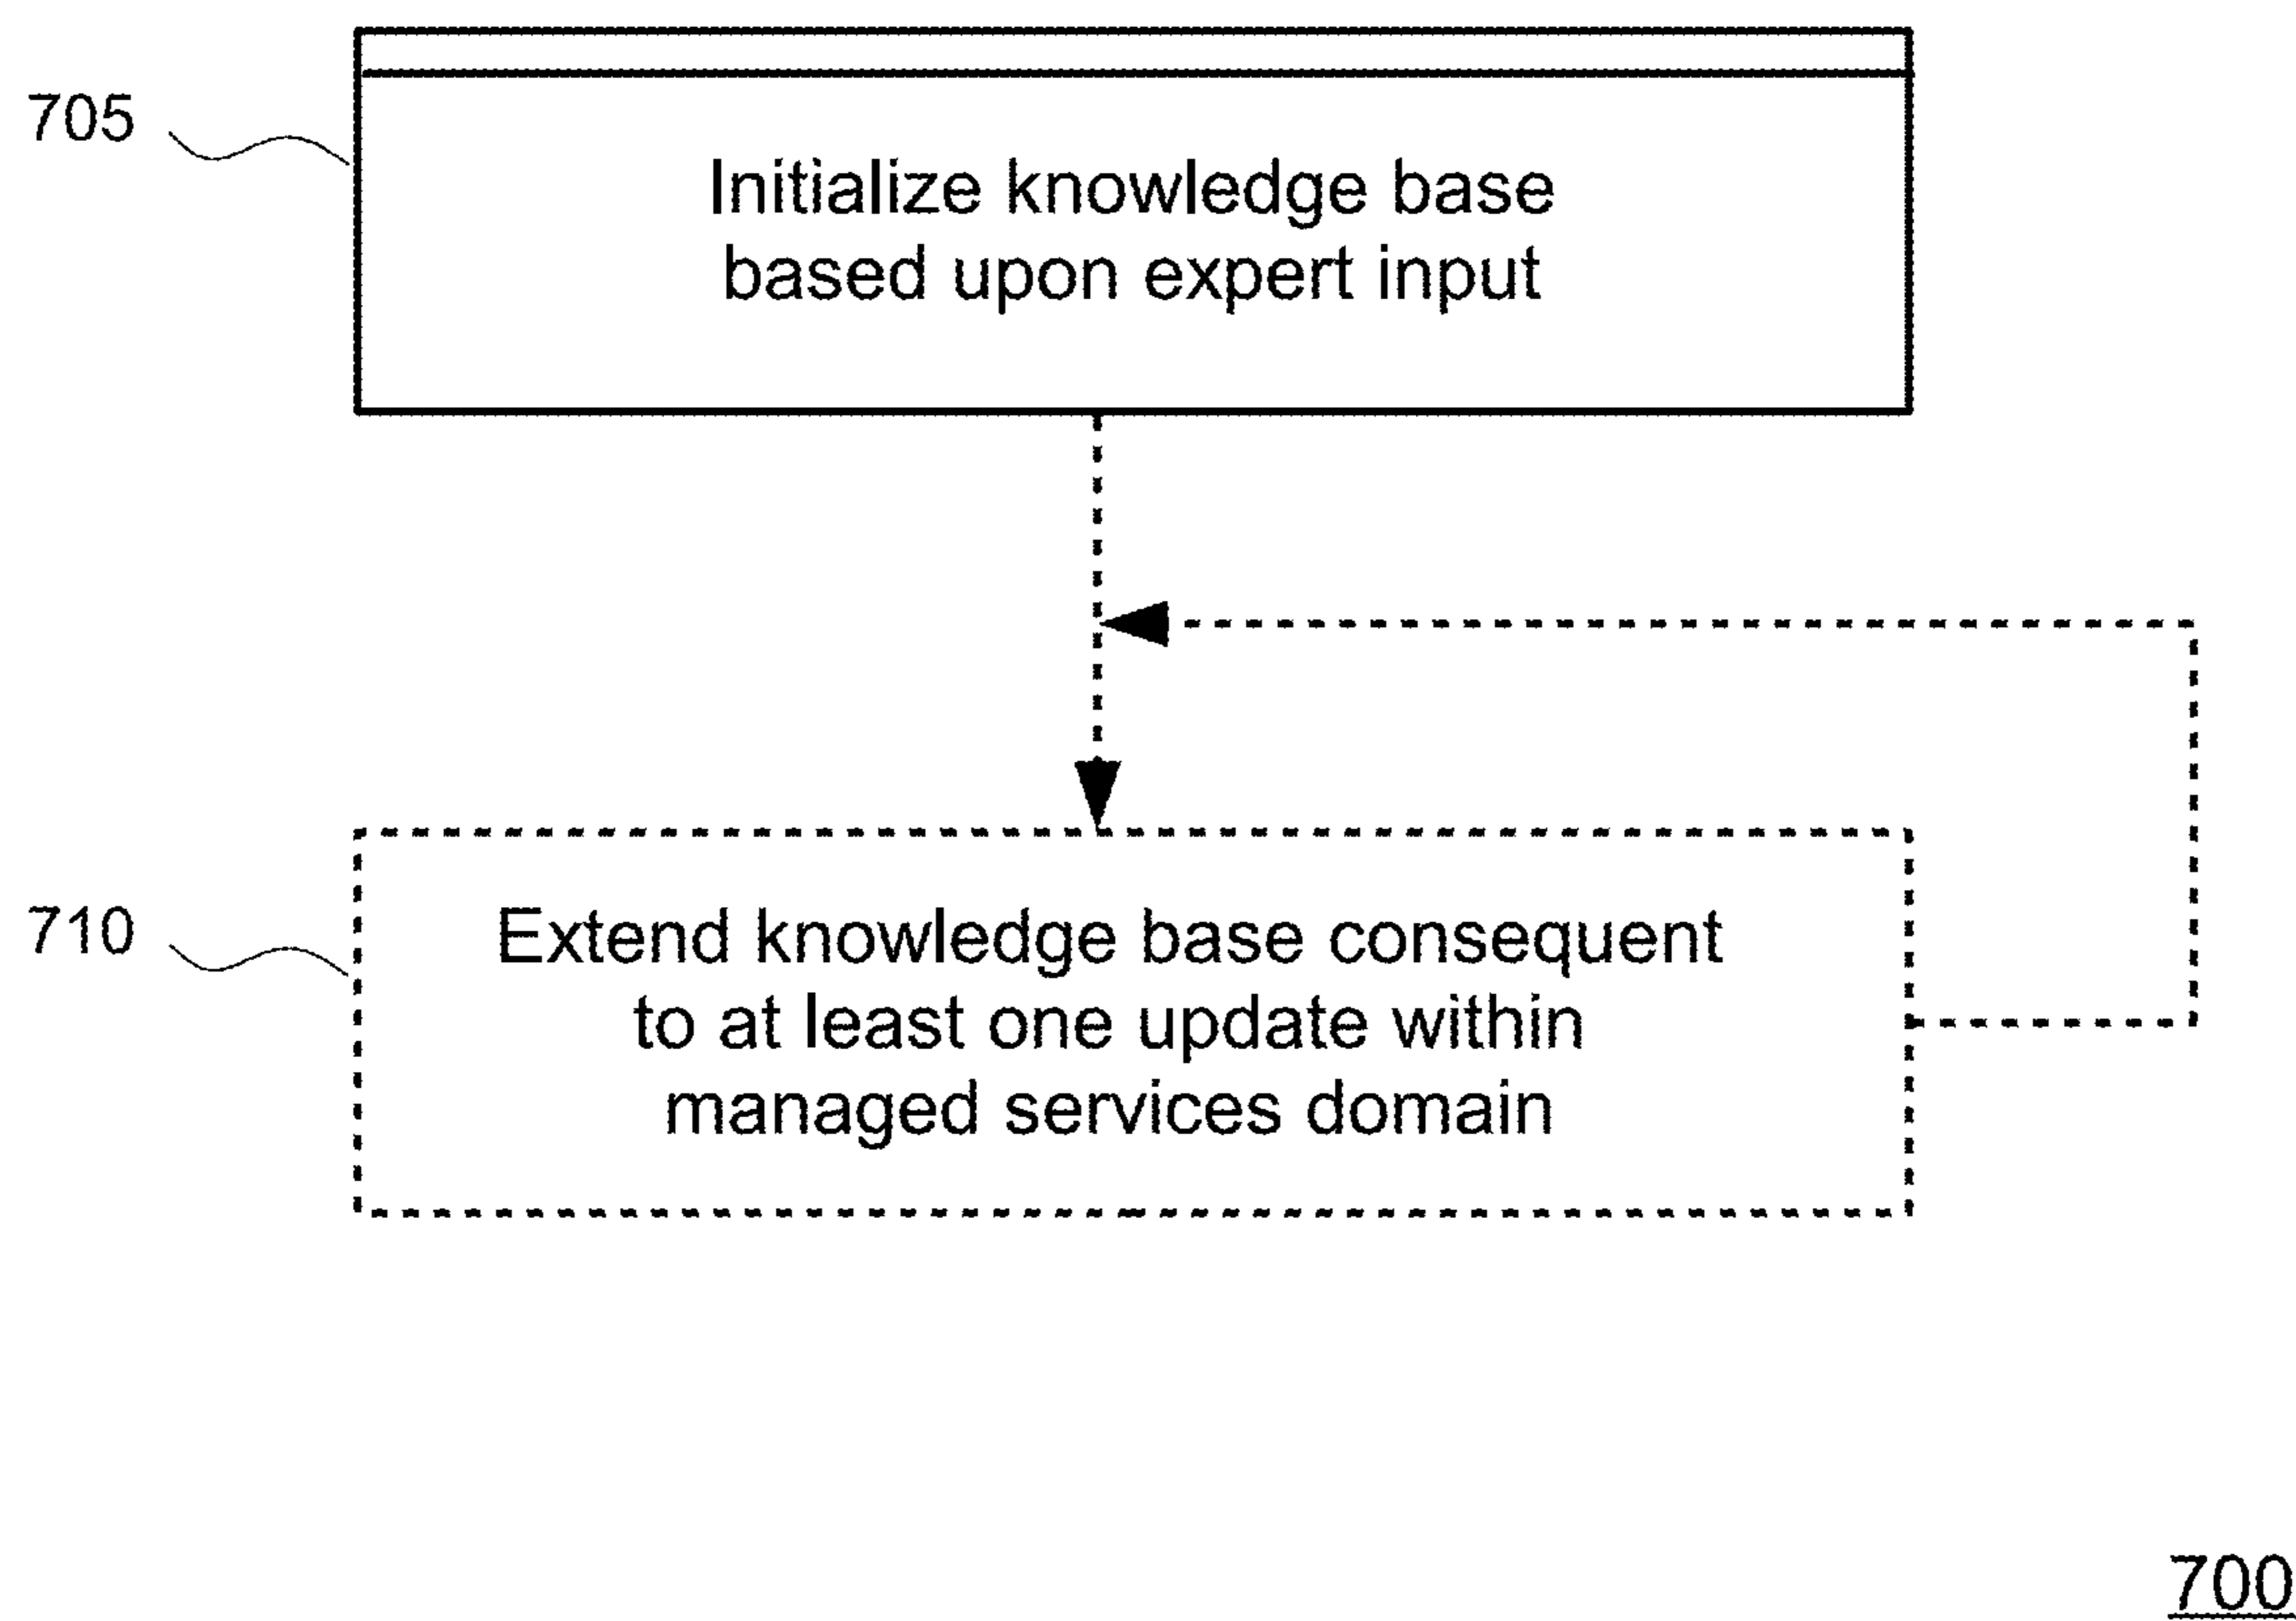 705
Initialize knowledge base
based upon expert input
710
Extend knowledge base consequent
to at least one update within
managed services domain
700